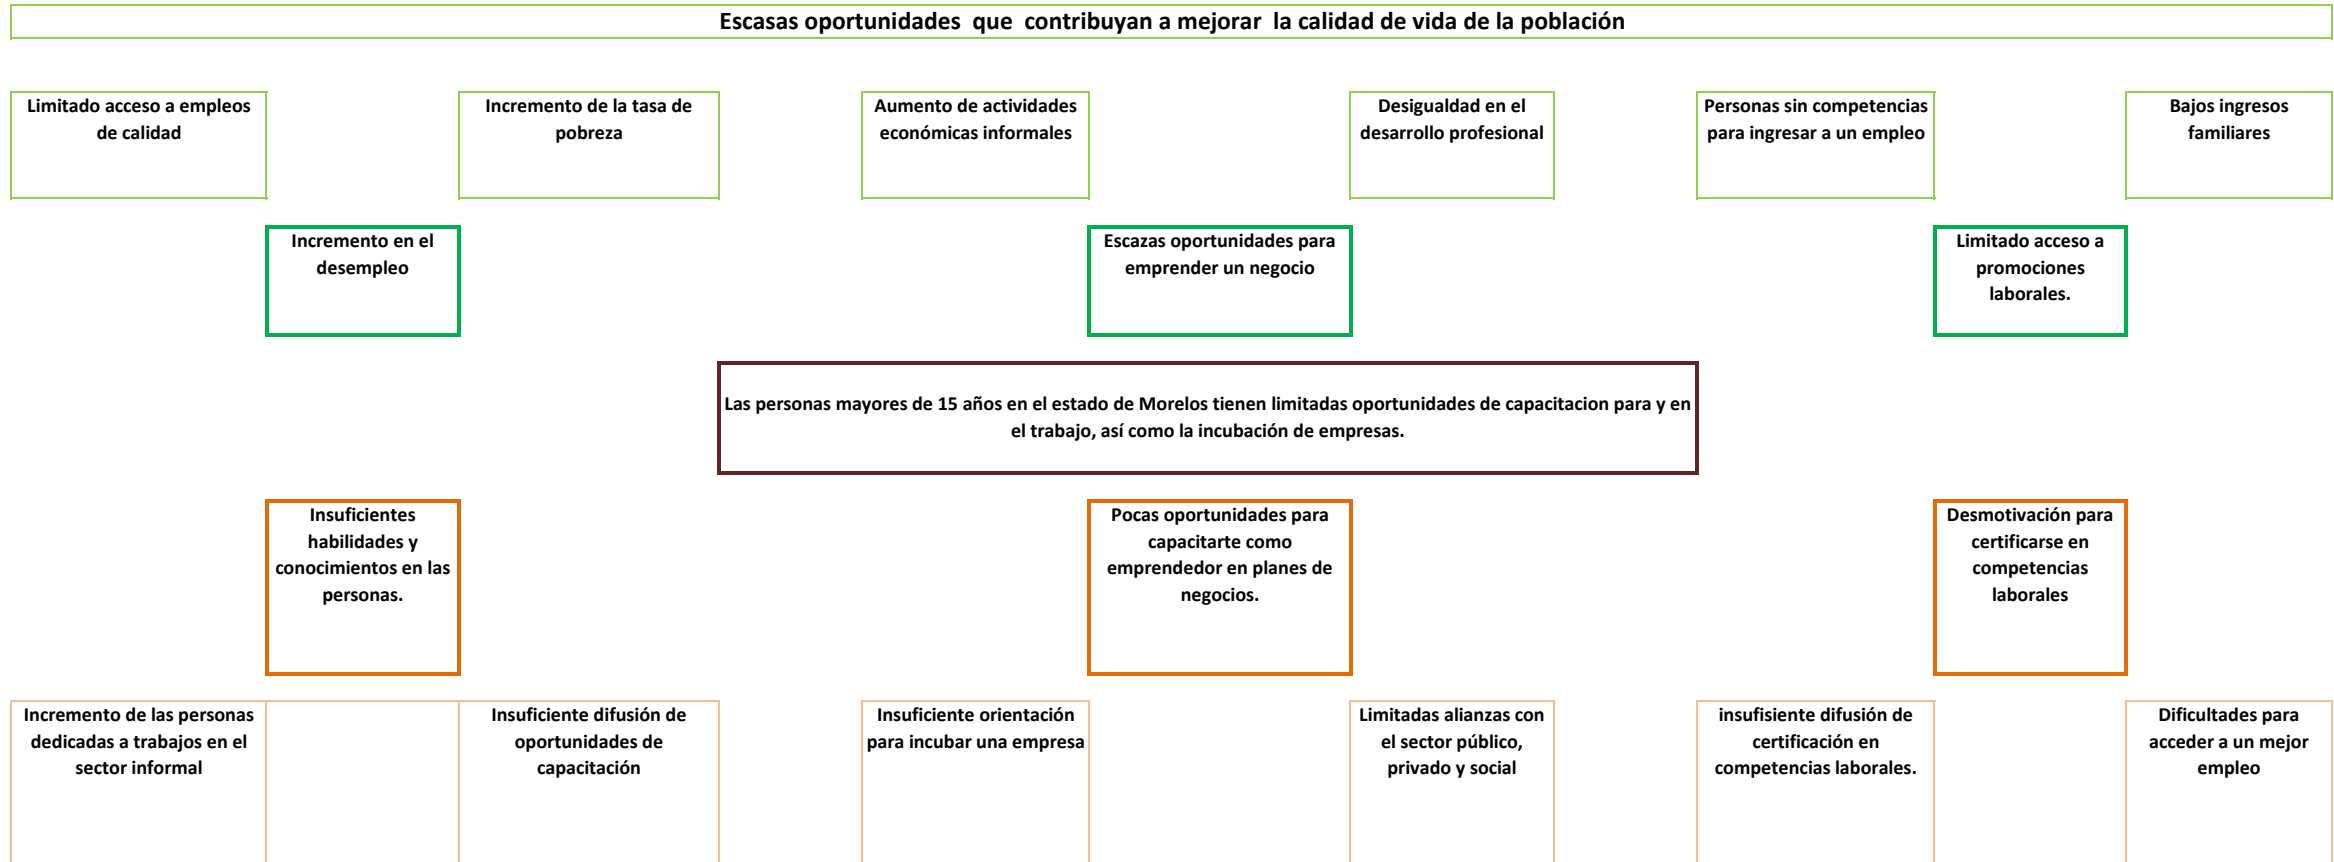 Escasas oportunidades que contribuyan a mejorar la calidad de vida de la población
Limitado acceso a empleos
de calidad
Incremento de la tasa de
pobreza
Aumento de actividades
económicas informales
Desigualdad en el
desarrollo profesional
Personas sin competencias
para ingresar a un empleo
Bajos ingresos
familiares
Incremento en el
desempleo
Escazas oportunidades para
emprender un negocio
Limitado acceso a
promociones
laborales.
Las personas mayores de 15 años en el estado de Morelos tienen limitadas oportunidades de capacitacion para y en
el trabajo, así como la incubación de empresas.
Insuficientes
habilidades y
conocimientos en las
personas.
Pocas oportunidades para
capacitarte como
emprendedor en planes de
negocios.
Desmotivación para
certificarse en
competencias
laborales
Incremento de las personas
dedicadas a trabajos en el
sector informal
Insuficiente difusión de
oportunidades de
capacitación
Insuficiente orientación
para incubar una empresa
Limitadas alianzas con
el sector público,
privado y social
insufisiente difusión de
certificación en
competencias laborales.
Dificultades para
acceder a un mejor
empleo